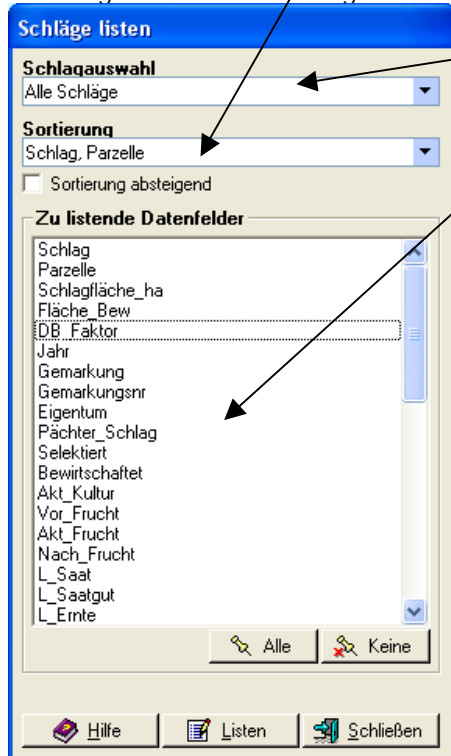 Schläge listen
Schlagauswahl
Alle Schläge
Sortierung
Schlag, Parzelle
Sortierung absteigend
Zu listende Datenfelder
Schlag
Parzelle
Schlagfläche_ha
Fläche_Bew
DB_Faktor
Jahr
Gemarkung
Gemarkungsnr
Eigentum
Pächter_Schlag
Selektiert
Bewirtschaftet
Akt_Kultur
Vor_Frucht
Akt_Frucht
Nach_Frucht
L_Saat
L_Saatgut
L_Ernte
Alle Keine
Hilfe Listen Schließen